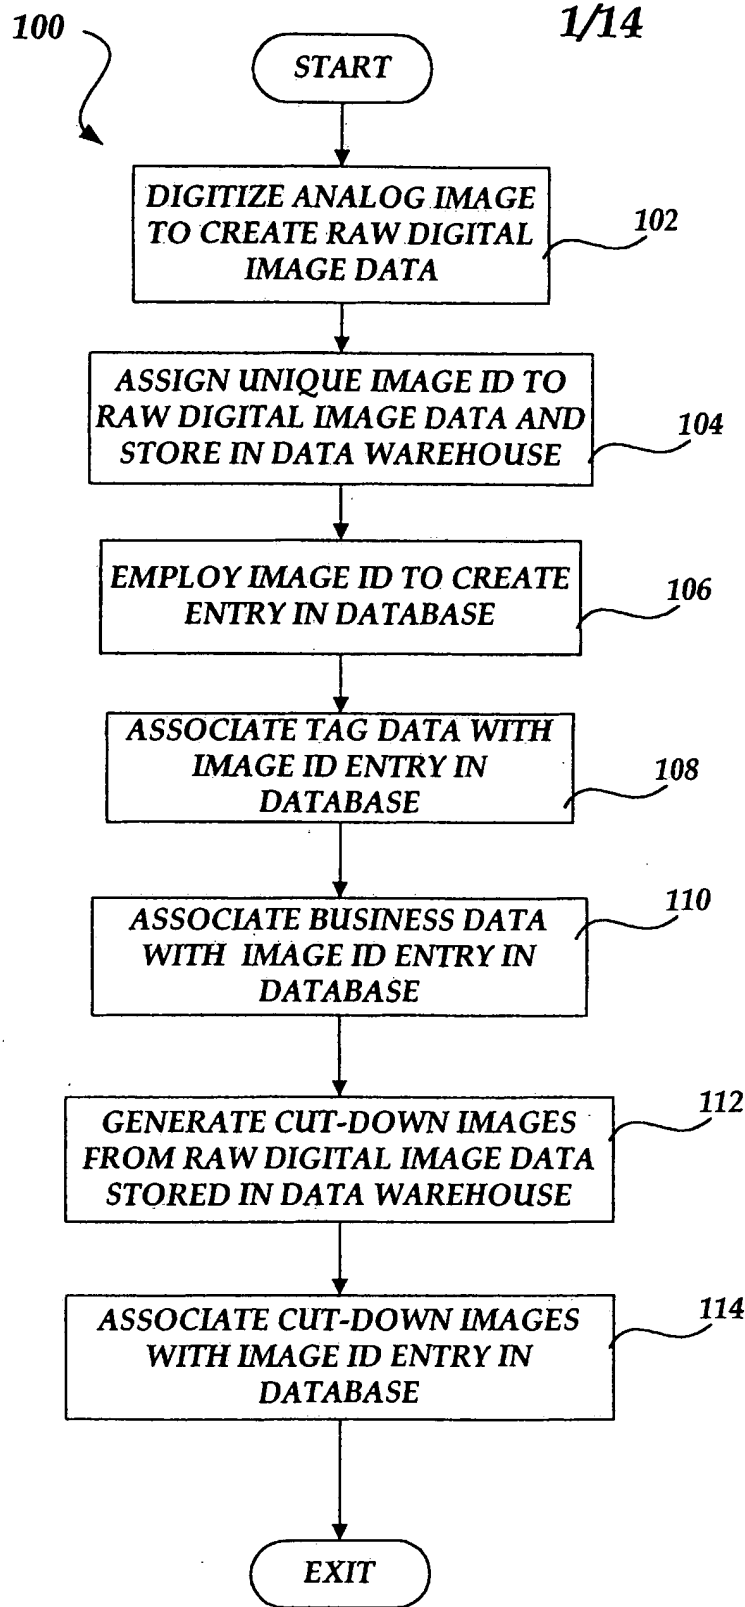 100
1/14
START
DIGITIZE ANALOG IMAGE
TO CREATE RAW DIGITAL
IMAGE DATA
102
ASSIGN UNIQUE IMAGE ID TO
RAW DIGITAL IMAGE DATA AND
STORE IN DATA WAREHOUSE
104
EMPLOY IMAGE ID TO CREATE
ENTRY IN DATABASE
106
ASSOCIATE TAG DATA WITH
IMAGE ID ENTRY IN
DATABASE
108
ASSOCIATE BUSINESS DATA
WITH IMAGE ID ENTRY IN
DATABASE
110
GENERATE CUT-DOWN IMAGES
FROM RAW DIGITAL IMAGE DATA
STORED IN DATA WAREHOUSE
112
ASSOCIATE CUT-DOWN IMAGES
WITH IMAGE ID ENTRY IN
DATABASE
114
EXIT